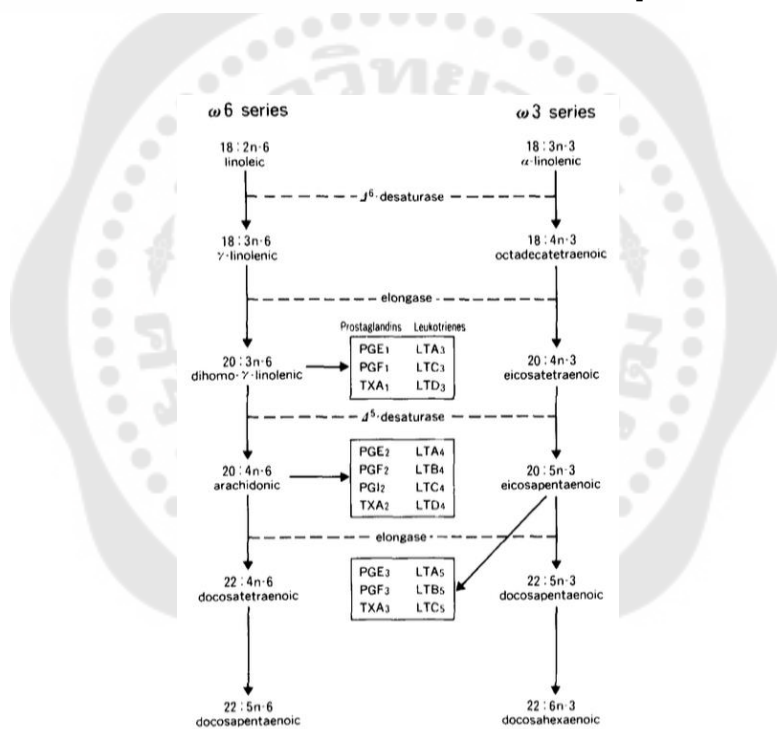 ω6 series ω3 series
18:2n-6 18:3n-3
linoleic α-linolenic
Δ⁶-desaturase
18:3n-6 18:4n-3
γ-linolenic octadecatetraenoic
elongase
Prostaglandins Leukotrienes
PGE₁ LTA₃
20:3n-6 PGF₁ LTC₃ 20:4n-3
dihomo-γ-linolenic TXA₁ LTD₃ eicosatetraenoic
Δ⁵-desaturase
PGE₂ LTA₄
20:4n-6 PGF₂ LTB₄ 20:5n-3
arachidonic PGI₂ LTC₄ eicosapentaenoic
TXA₂ LTD₄
elongase
PGE₃ LTA₅
22:4n-6 PGF₃ LTB₅ 22:5n-3
docosatetraenoic TXA₃ LTC₅ docosapentaenoic
22:5n-6 22:6n-3
docosapentaenoic docosahexaenoic